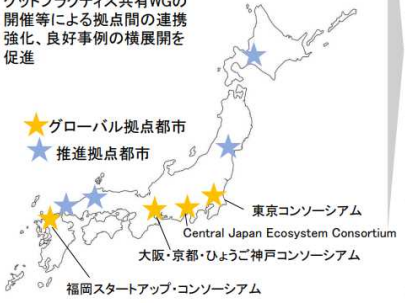 グッドプラクティス共有WGの
開催等による拠点間の連携
強化、良好事例の横展開を
促進
グローバル拠点都市
推進拠点都市
東京コンソーシアム
Central Japan Ecosystem Consortium
大阪・京都・ひょうご神戸コンソーシアム
福岡スタートアップ・コンソーシアム